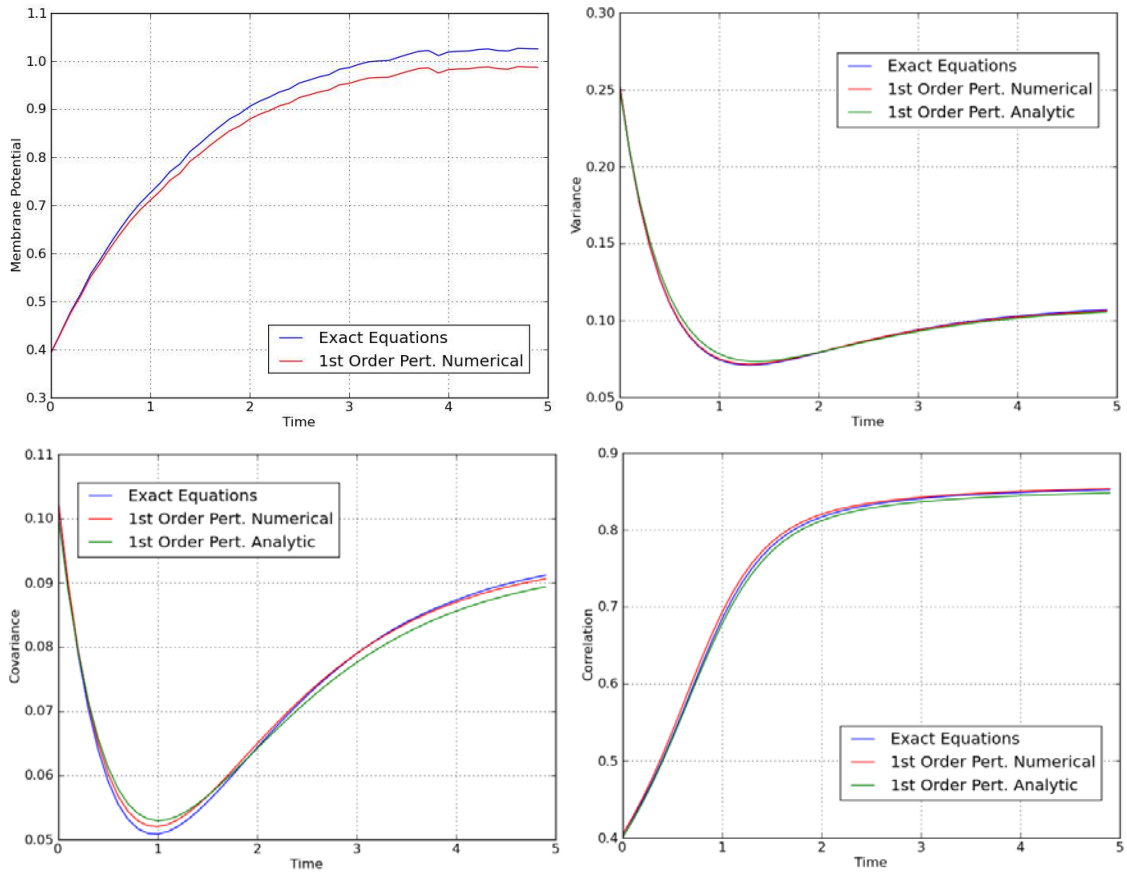 1.1
1.0
0.9
0.8
0.7
0.6
0.5
0.4
0.3
Membrane Potential
Exact Equations
1st Order Pert. Numerical
0 1 2 3 4 5
Time
0.30
0.25
0.20
0.15
0.10
0.05
Variance
Exact Equations
1st Order Pert. Numerical
1st Order Pert. Analytic
0 1 2 3 4 5
Time
0.11
0.10
0.09
0.08
0.07
0.06
0.05
Covariance
Exact Equations
1st Order Pert. Numerical
1st Order Pert. Analytic
0 1 2 3 4 5
Time
0.9
0.8
0.7
0.6
0.5
0.4
Correlation
Exact Equations
1st Order Pert. Numerical
1st Order Pert. Analytic
0 1 2 3 4 5
Time